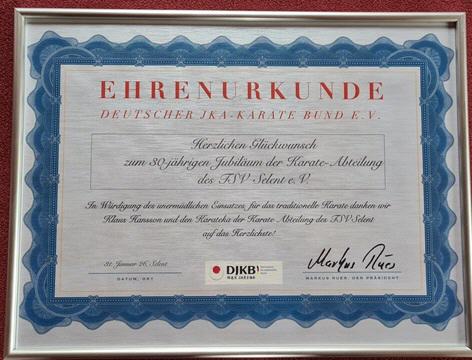 EHRENURKUNDE
DEUTSCHER JKA-KARATE BUND E.V.
Herzlichen Glückwunsch
zum 30-jährigen Jubiläum der Karate-Abteilung
des TSV Selent e.V.
In Würdigung des unermüdlichen Einsatzes für das traditionelle Karate danken wir
Klaus Hansson und den Karateka der Karate-Abteilung des TSV Selent
auf das Herzlichste!
31. Januar 26, Selent
DATUM, ORT
DJKB
Markus Rues
MARKUS RUES, DER PRÄSIDENT